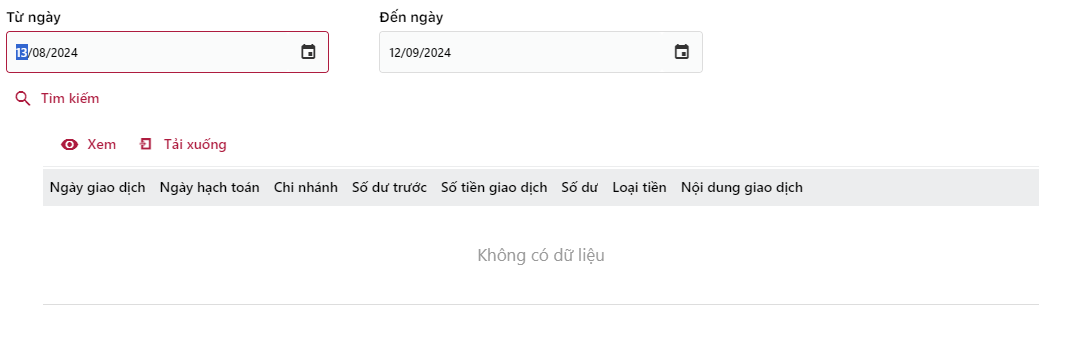 Từ ngày Đến ngày
13/08/2024 12/09/2024
Tìm kiếm
Xem Tải xuống
Ngày giao dịch Ngày hạch toán Chi nhánh Số dư trước Số tiền giao dịch Số dư Loại tiền Nội dung giao dịch
Không có dữ liệu